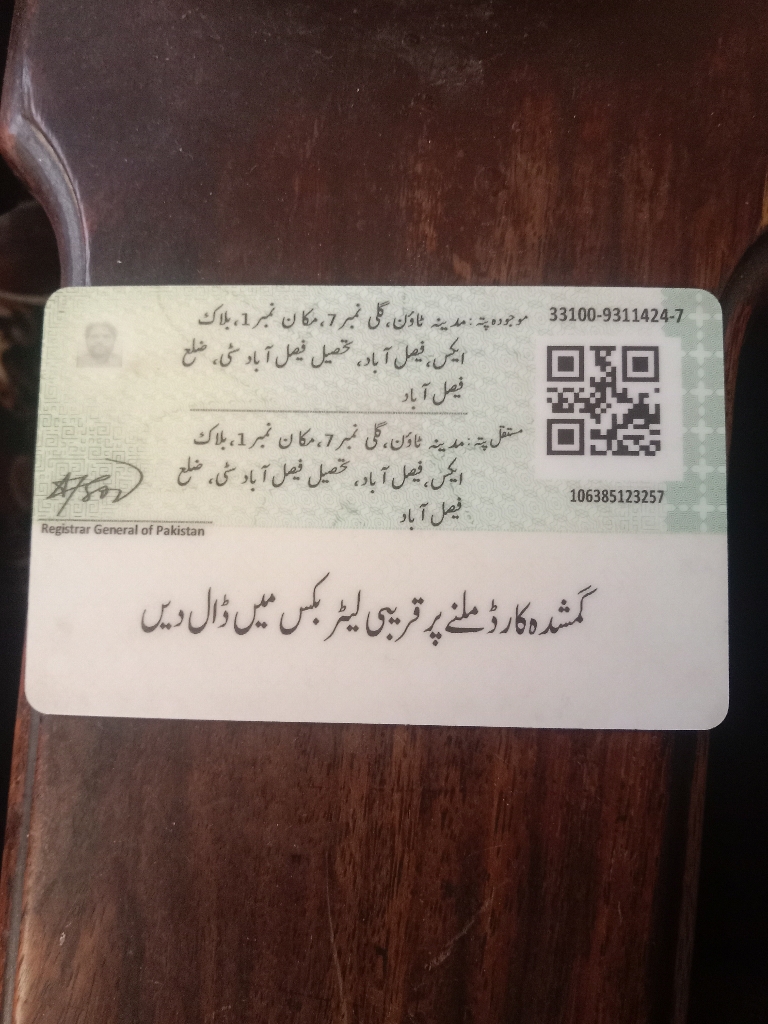 موجودہ پتہ: مدینہ ٹاؤن، گلی نمبر 7، مکان نمبر 1، بلاک
ایکس، فیصل آباد، تحصیل فیصل آباد سٹی، ضلع
فیصل آباد
33100-9311424-7
مستقل پتہ: مدینہ ٹاؤن، گلی نمبر 7، مکان نمبر 1، بلاک
ایکس، فیصل آباد، تحصیل فیصل آباد سٹی، ضلع
فیصل آباد
106385123257
Registrar General of Pakistan
گمشدہ کارڈ ملنے پر قریبی لیٹر بکس میں ڈال دیں